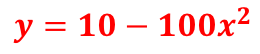 y = 10 − 100x²